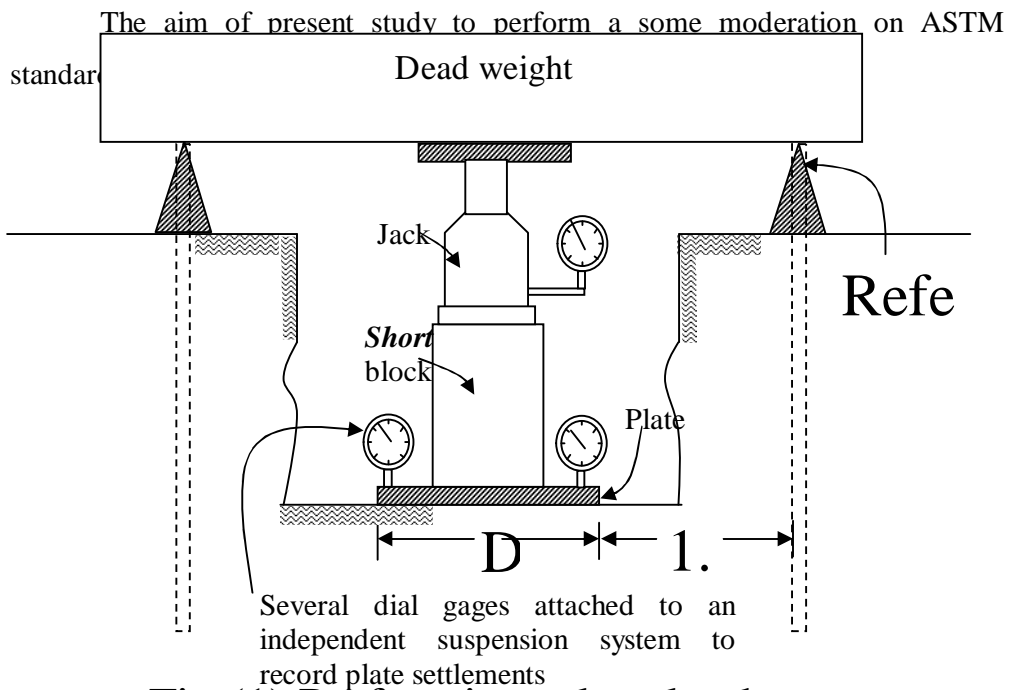 The aim of present study to perform a some moderation on ASTM
Dead weight
Jack
Refe
Short
block
Plate
D
1.
Several dial gages attached to an
independent suspension system to
record plate settlements